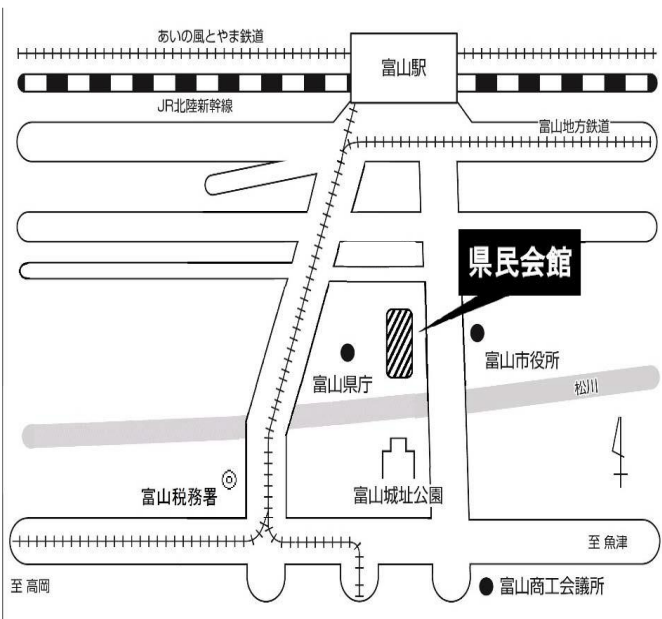 あいの風とやま鉄道
富山駅
JR北陸新幹線
富山地方鉄道
県民会館
富山市役所
富山県庁
松川
富山税務署
富山城址公園
至 魚津
至 高岡
富山商工会議所